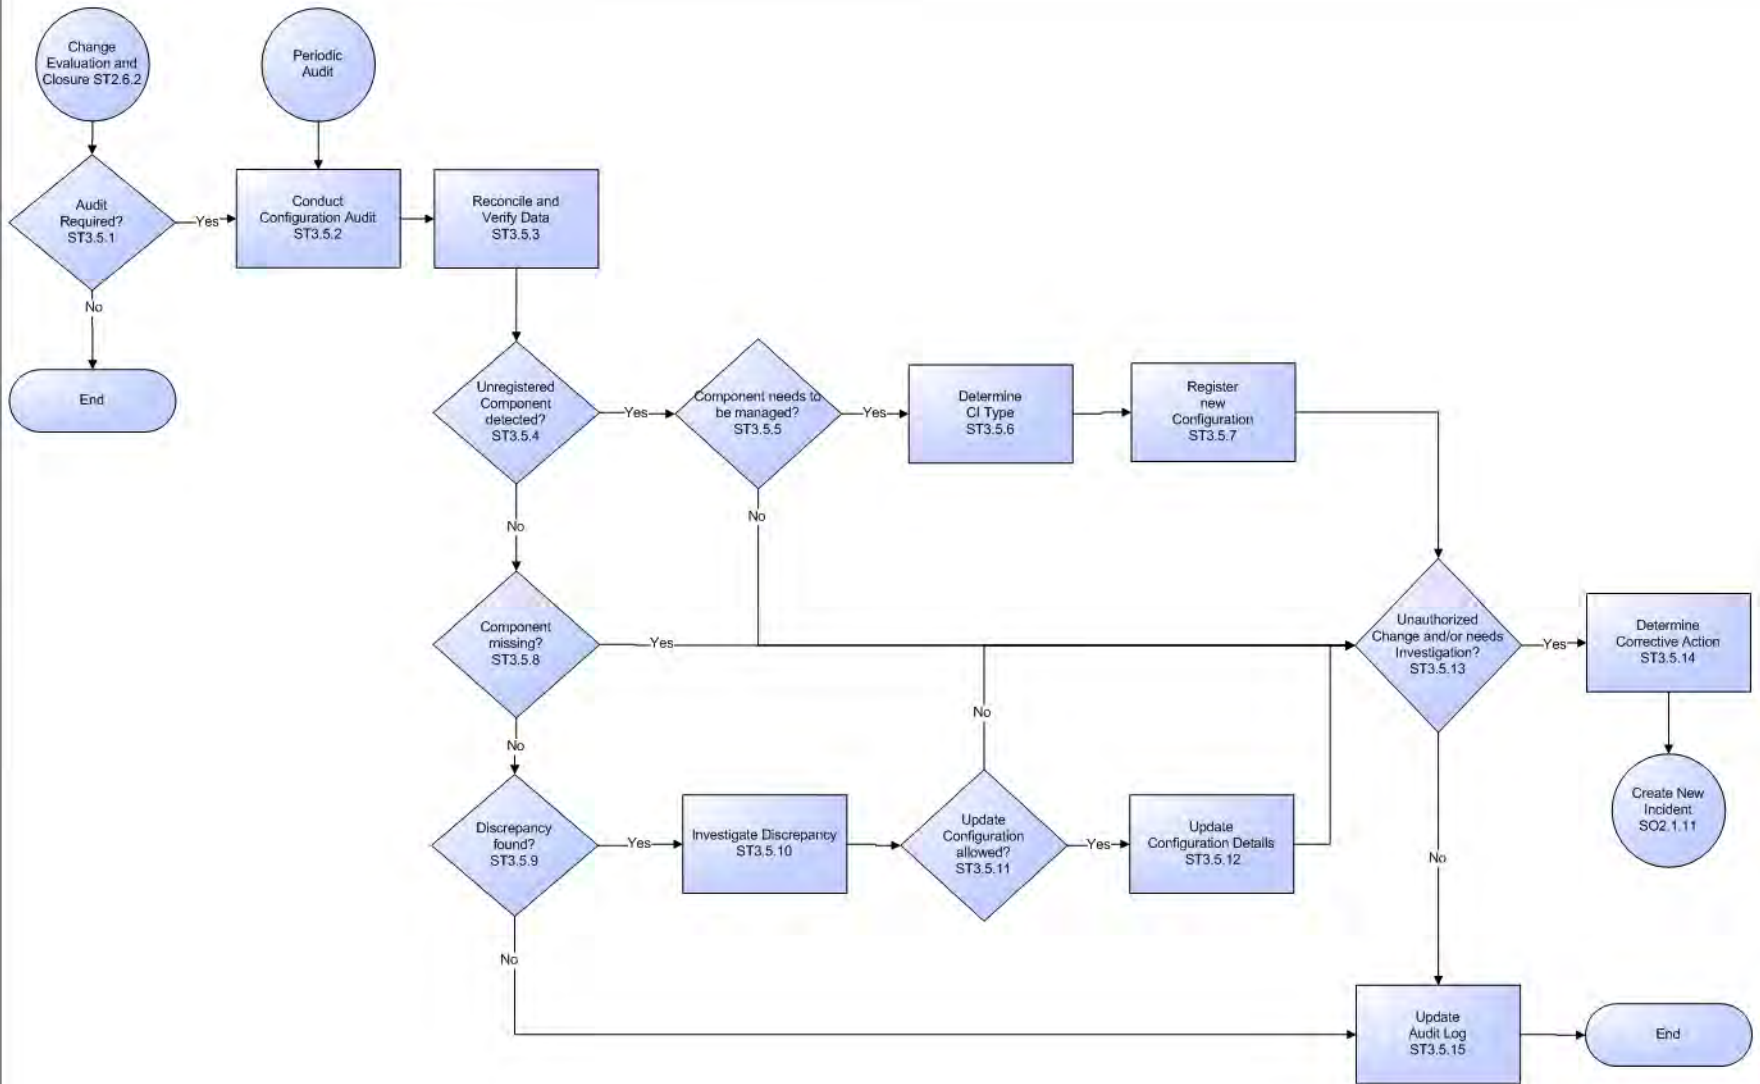 Change
Evaluation and
Closure ST2.6.2
Periodic
Audit
Audit
Required?
ST3.5.1
Yes
Conduct
Configuration Audit
ST3.5.2
Reconcile and
Verify Data
ST3.5.3
No
End
Unregistered
Component
detected?
ST3.5.4
Yes
Component needs to
be managed?
ST3.5.5
Yes
Determine
CI Type
ST3.5.6
Register
new
Configuration
ST3.5.7
No
No
Component
missing?
ST3.5.8
Yes
Unauthorized
Change and/or needs
Investigation?
ST3.5.13
Yes
Determine
Corrective Action
ST3.5.14
No
No
Discrepancy
found?
ST3.5.9
Yes
Investigate Discrepancy
ST3.5.10
Update
Configuration
allowed?
ST3.5.11
Yes
Update
Configuration Details
ST3.5.12
Create New
Incident
SO2.1.11
No
No
Update
Audit Log
ST3.5.15
End